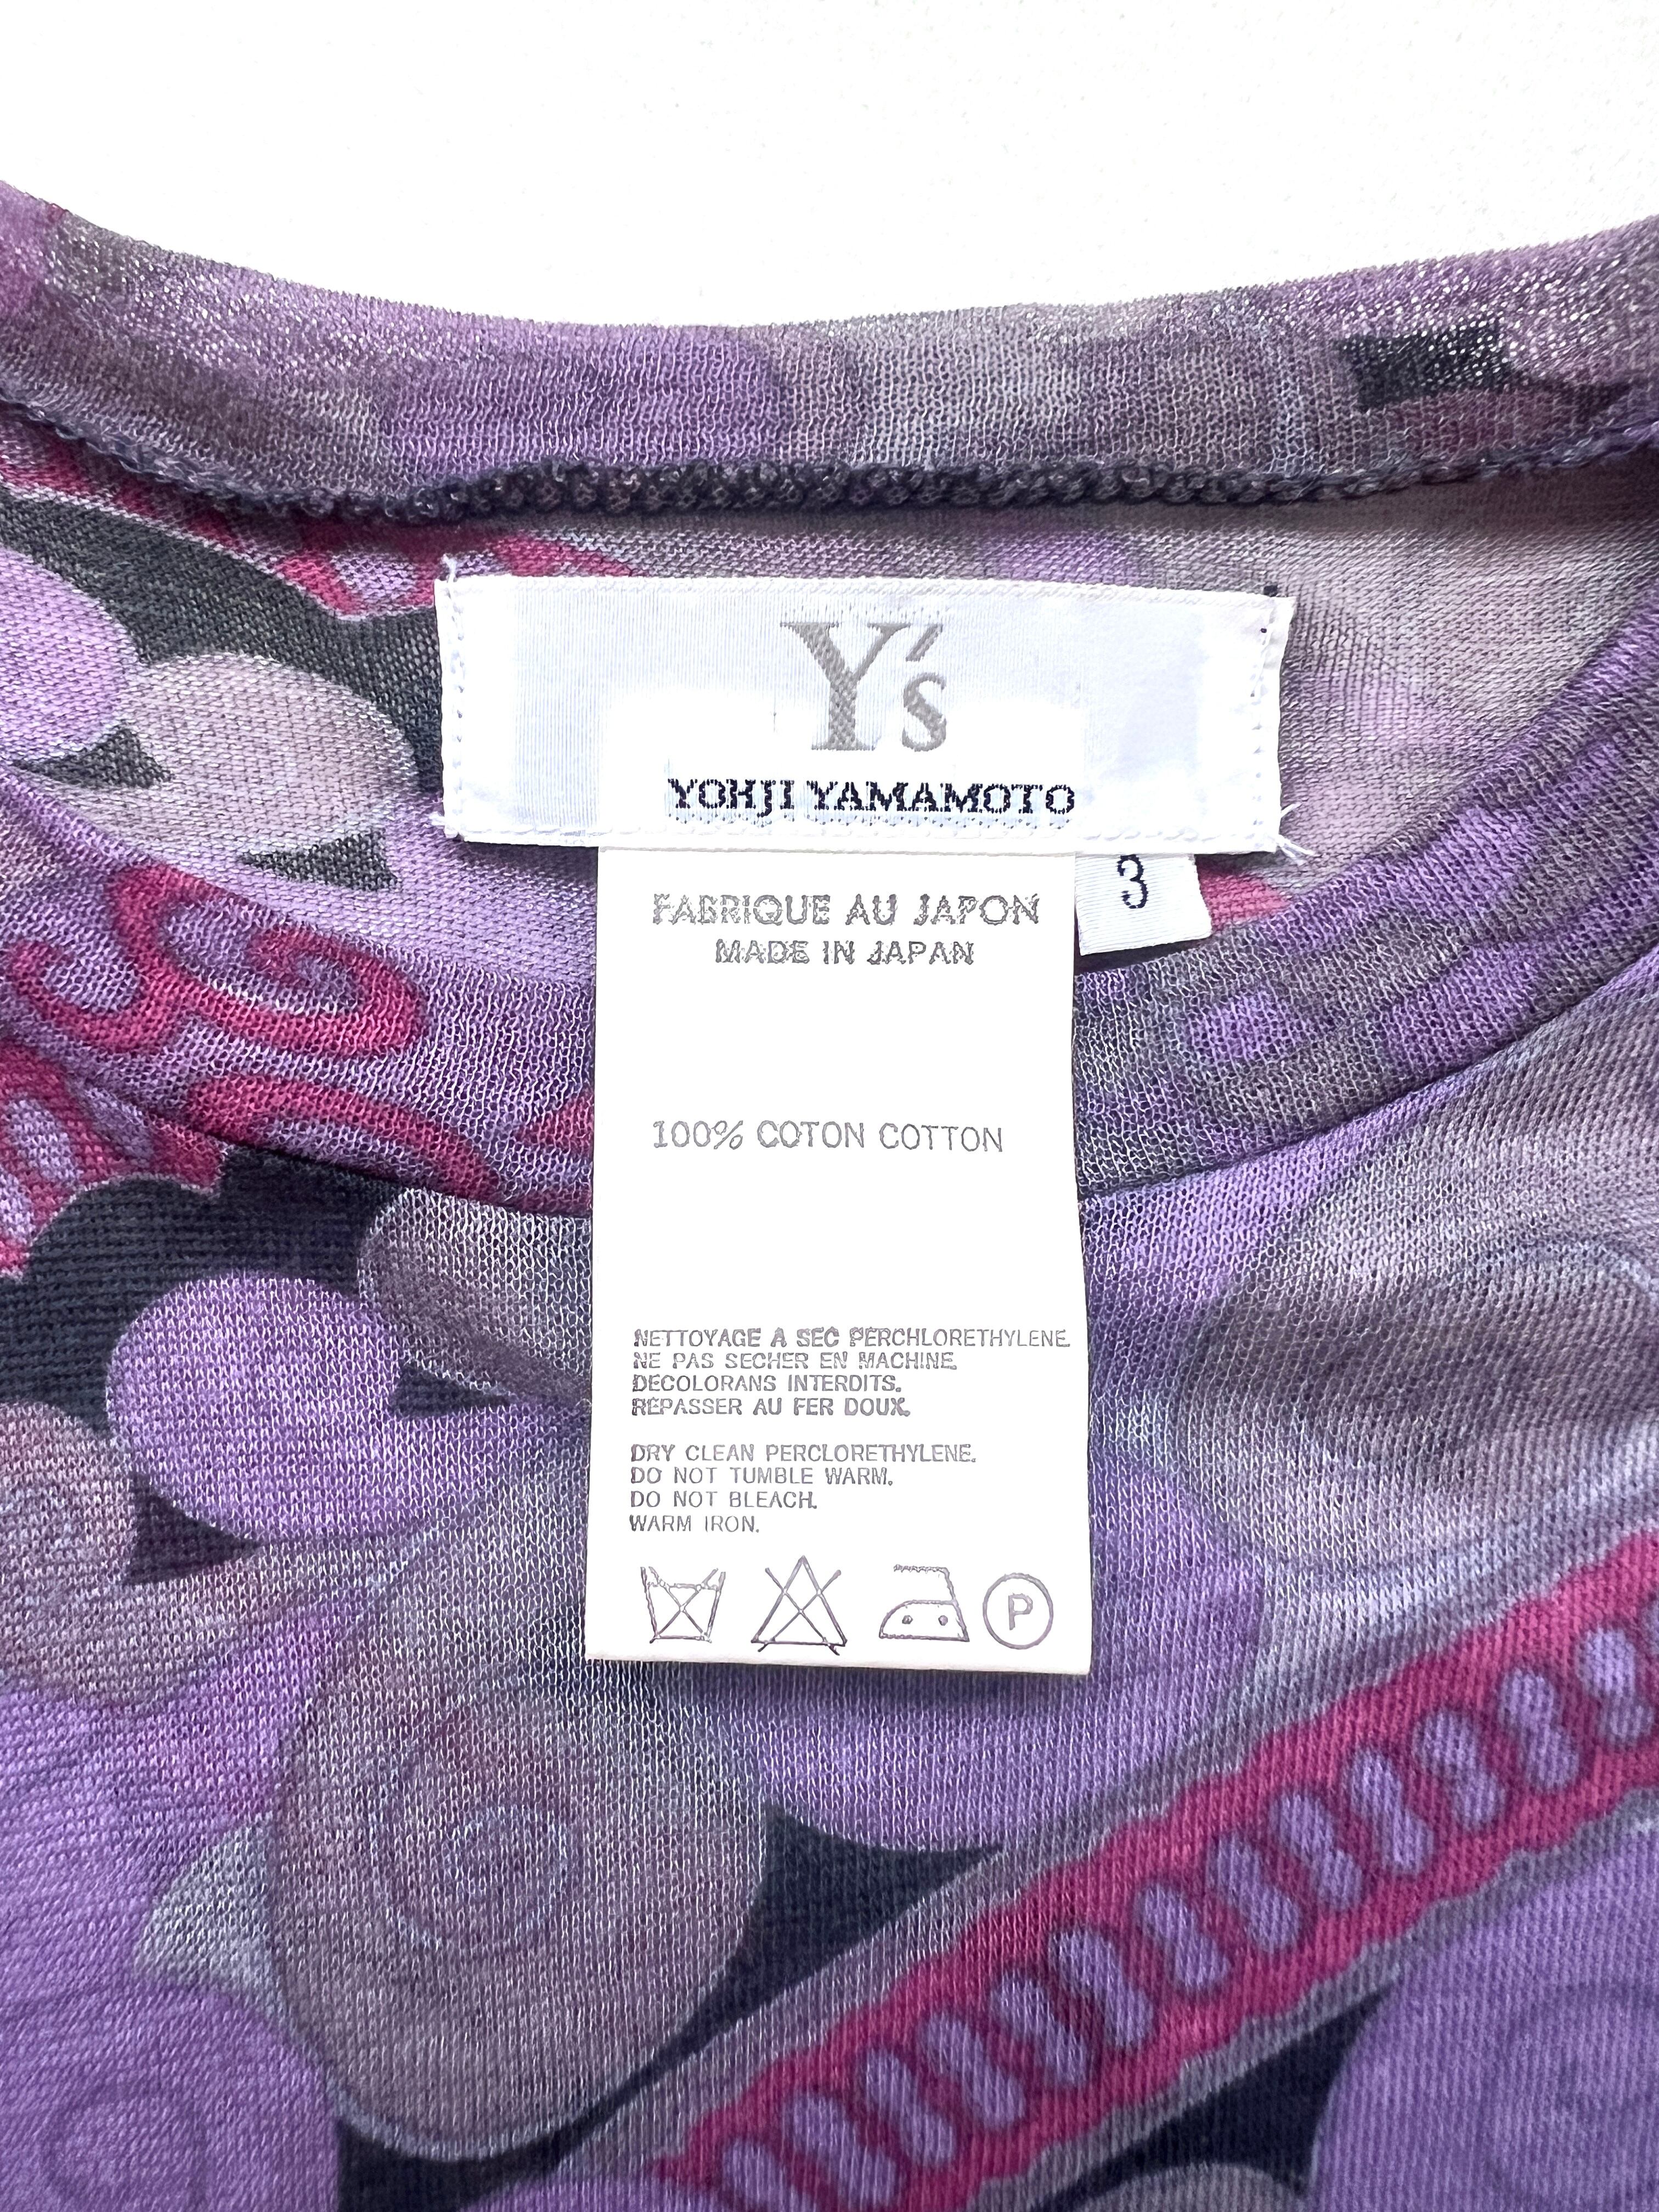 Y's
YOHJI YAMAMOTO
3
FABRIQUE AU JAPON
MADE IN JAPAN
100% COTON COTTON
NETTOYAGE A SEC PERCHLORETHYLENE.
NE PAS SECHER EN MACHINE.
DECOLORANS INTERDITS.
REPASSER AU FER DOUX.
DRY CLEAN PERCLORETHYLENE.
DO NOT TUMBLE WARM.
DO NOT BLEACH.
WARM IRON.
P